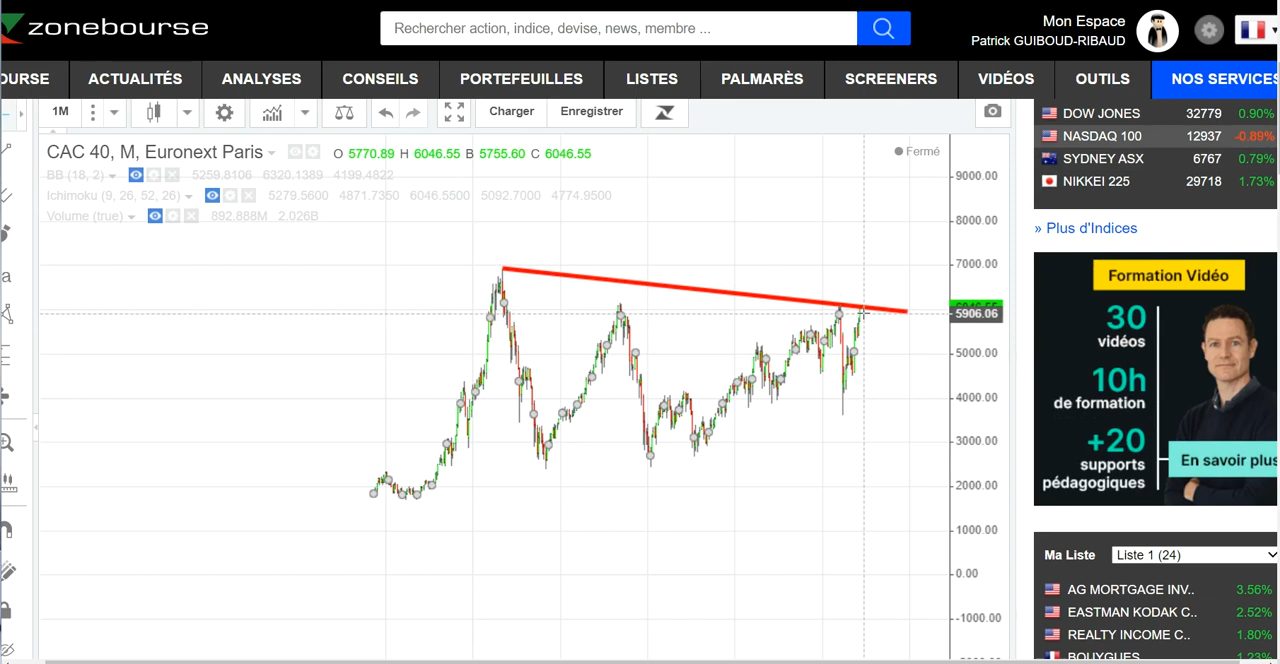 zonebourse
Rechercher action, indice, devise, news, membre ...
Mon Espace
Patrick GUIBOUD-RIBAUD
OURSE ACTUALITÉS ANALYSES CONSEILS PORTEFEUILLES LISTES PALMARÈS SCREENERS VIDÉOS OUTILS NOS SERVICES
1M Charger Enregistrer
CAC 40, M, Euronext Paris O 5770.89 H 6046.55 B 5755.60 C 6046.55
Fermé
BB (18, 2) 5259.8106 6320.1389 4199.4822
Ichimoku (9, 26, 52, 26) 5279.5600 4871.7350 6046.5500 5092.7000 4774.9500
Volume (true) 892.888M 2.026B
9000.00
8000.00
7000.00
6046.55
5906.06
5000.00
4000.00
3000.00
2000.00
1000.00
0.00
-1000.00
a
DOW JONES 32779 0.90%
NASDAQ 100 12937 -0.89%
SYDNEY ASX 6767 0.79%
NIKKEI 225 29718 1.73%
» Plus d'Indices
Formation Vidéo
30
vidéos
10h
de formation
+20
supports
pédagogiques
En savoir plus
Ma Liste Liste 1 (24)
AG MORTGAGE INV.. 3.56%
EASTMAN KODAK C.. 2.52%
REALTY INCOME C.. 1.80%
BOUYGUES 1.23%